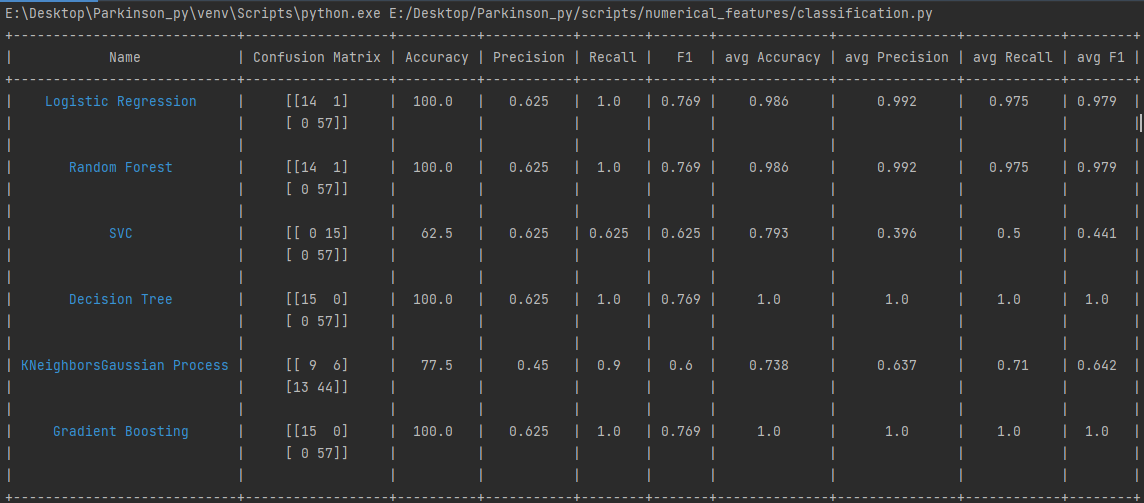 E:\Desktop\Parkinson_py\venv\Scripts\python.exe E:/Desktop/Parkinson_py/scripts/numerical_features/classification.py
+----------------------------+------------------+----------+-----------+--------+-------+--------------+---------------+------------+--------+
| Name | Confusion Matrix | Accuracy | Precision | Recall | F1 | avg Accuracy | avg Precision | avg Recall | avg F1 |
+----------------------------+------------------+----------+-----------+--------+-------+--------------+---------------+------------+--------+
| Logistic Regression | [[14 1] | 100.0 | 0.625 | 1.0 | 0.769 | 0.986 | 0.992 | 0.975 | 0.979 |
| | [ 0 57]] | | | | | | | | |
| | | | | | | | | | |
| Random Forest | [[14 1] | 100.0 | 0.625 | 1.0 | 0.769 | 0.986 | 0.992 | 0.975 | 0.979 |
| | [ 0 57]] | | | | | | | | |
| | | | | | | | | | |
| SVC | [[ 0 15] | 62.5 | 0.625 | 0.625 | 0.625 | 0.793 | 0.396 | 0.5 | 0.441 |
| | [ 0 57]] | | | | | | | | |
| | | | | | | | | | |
| Decision Tree | [[15 0] | 100.0 | 0.625 | 1.0 | 0.769 | 1.0 | 1.0 | 1.0 | 1.0 |
| | [ 0 57]] | | | | | | | | |
| | | | | | | | | | |
| KNeighborsGaussian Process | [[ 9 6] | 77.5 | 0.45 | 0.9 | 0.6 | 0.738 | 0.637 | 0.71 | 0.642 |
| | [13 44]] | | | | | | | | |
| | | | | | | | | | |
| Gradient Boosting | [[15 0] | 100.0 | 0.625 | 1.0 | 0.769 | 1.0 | 1.0 | 1.0 | 1.0 |
| | [ 0 57]] | | | | | | | | |
| | | | | | | | | | |
+----------------------------+------------------+----------+-----------+--------+-------+--------------+---------------+------------+--------+